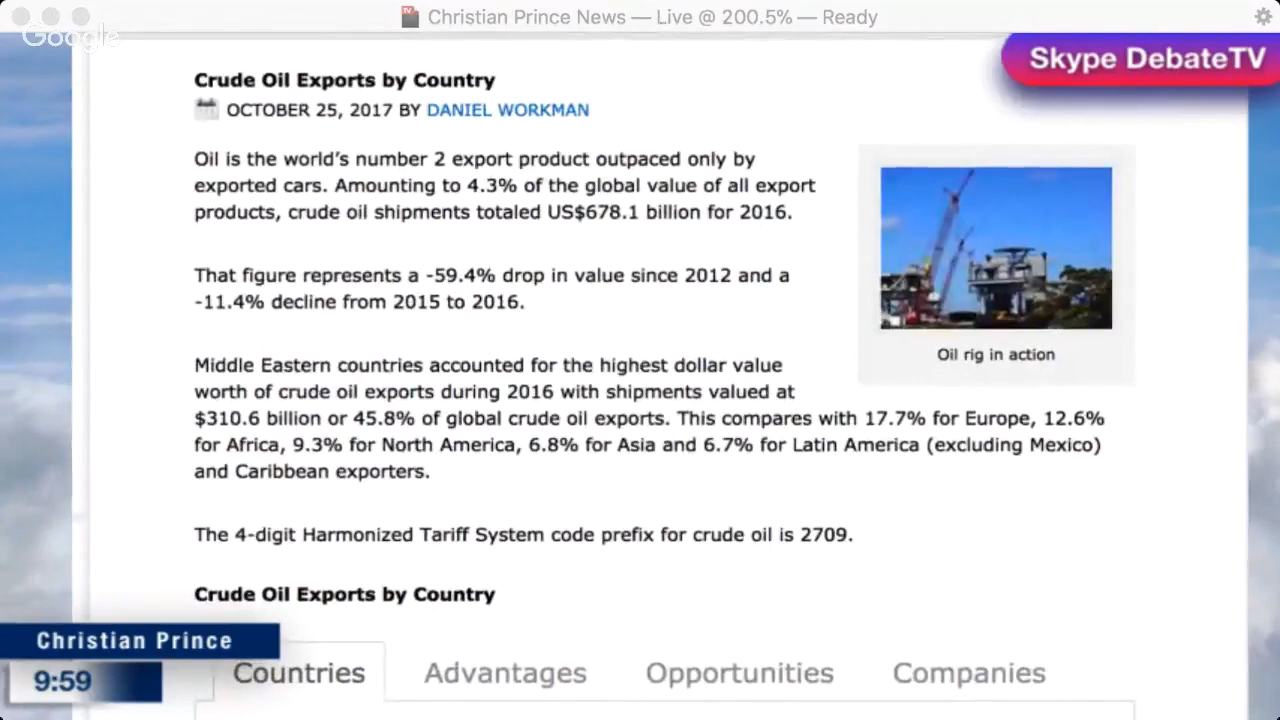 Christian Prince News — Live @ 200.5% — Ready
Google
Skype DebateTV
Crude Oil Exports by Country
OCTOBER 25, 2017 BY DANIEL WORKMAN
Oil is the world's number 2 export product outpaced only by
exported cars. Amounting to 4.3% of the global value of all export
products, crude oil shipments totaled US$678.1 billion for 2016.
That figure represents a -59.4% drop in value since 2012 and a
-11.4% decline from 2015 to 2016.
Oil rig in action
Middle Eastern countries accounted for the highest dollar value
worth of crude oil exports during 2016 with shipments valued at
$310.6 billion or 45.8% of global crude oil exports. This compares with 17.7% for Europe, 12.6%
for Africa, 9.3% for North America, 6.8% for Asia and 6.7% for Latin America (excluding Mexico)
and Caribbean exporters.
The 4-digit Harmonized Tariff System code prefix for crude oil is 2709.
Crude Oil Exports by Country
Christian Prince
9:59
Countries Advantages Opportunities Companies